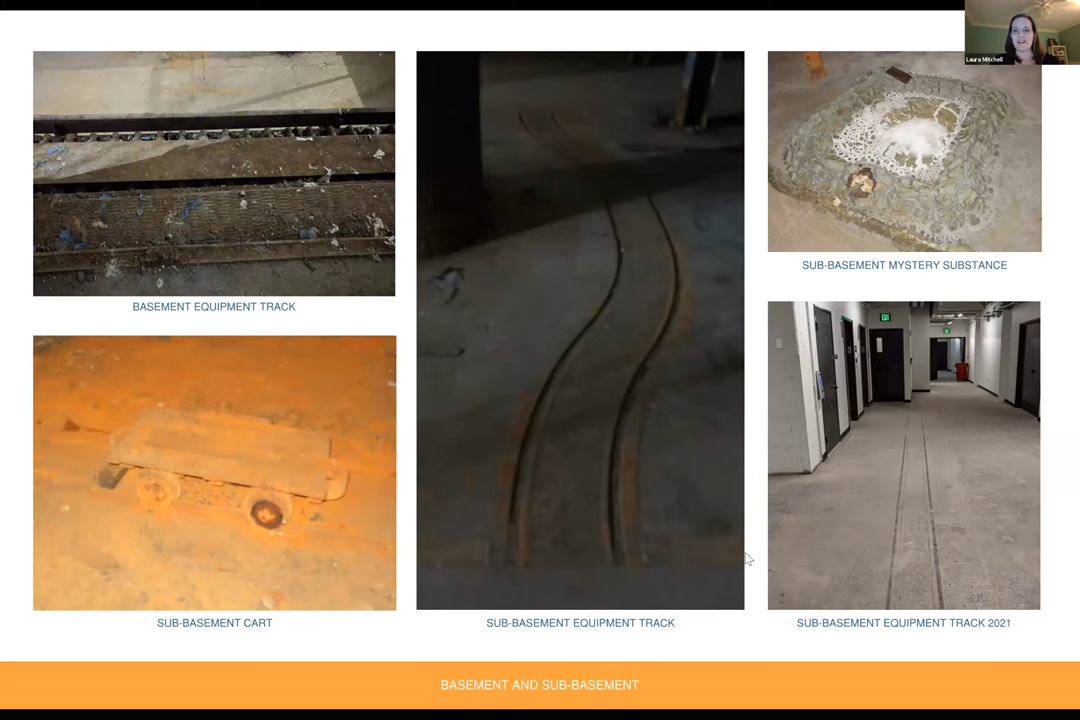 Laura Mitchell
BASEMENT EQUIPMENT TRACK
SUB-BASEMENT MYSTERY SUBSTANCE
SUB-BASEMENT CART
SUB-BASEMENT EQUIPMENT TRACK
SUB-BASEMENT EQUIPMENT TRACK 2021
BASEMENT AND SUB-BASEMENT